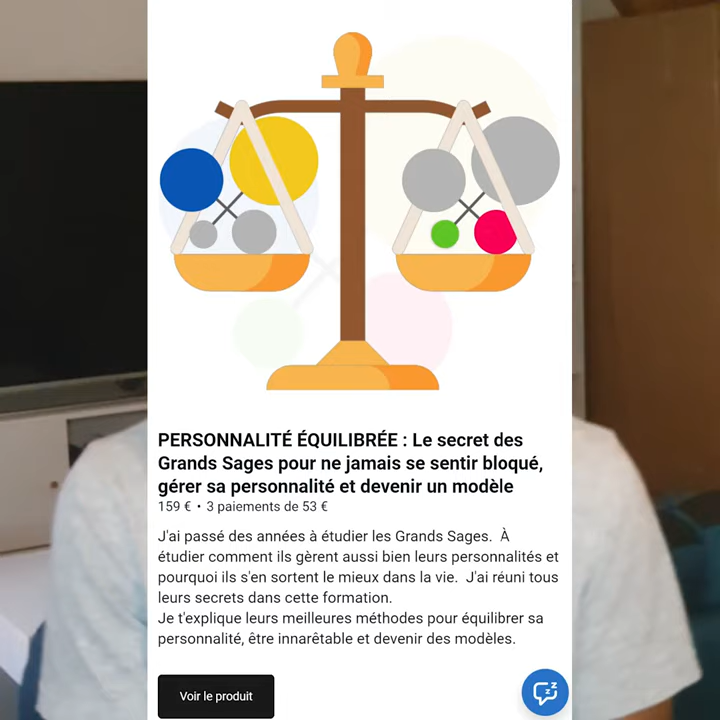 PERSONNALITÉ ÉQUILIBRÉE : Le secret des
Grands Sages pour ne jamais se sentir bloqué,
gérer sa personnalité et devenir un modèle
159 € • 3 paiements de 53 €
J'ai passé des années à étudier les Grands Sages. À
étudier comment ils gèrent aussi bien leurs personnalités et
pourquoi ils s'en sortent le mieux dans la vie. J'ai réuni tous
leurs secrets dans cette formation.
Je t'explique leurs meilleures méthodes pour équilibrer sa
personnalité, être innarêtable et devenir des modèles.
Voir le produit
z z z